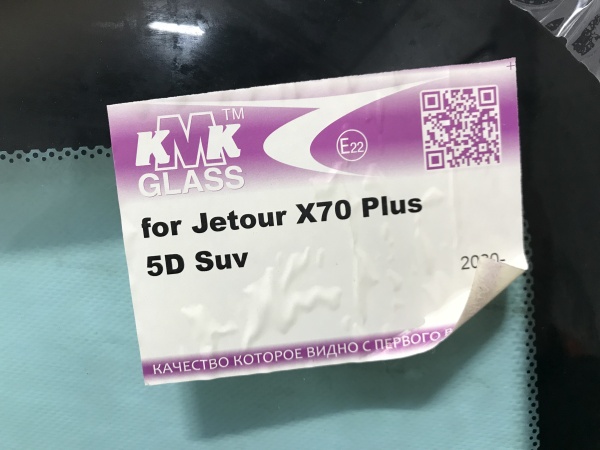 KMK™
GLASS
E22
for Jetour X70 Plus
5D Suv
КАЧЕСТВО КОТОРОЕ ВИДНО С ПЕРВОГО